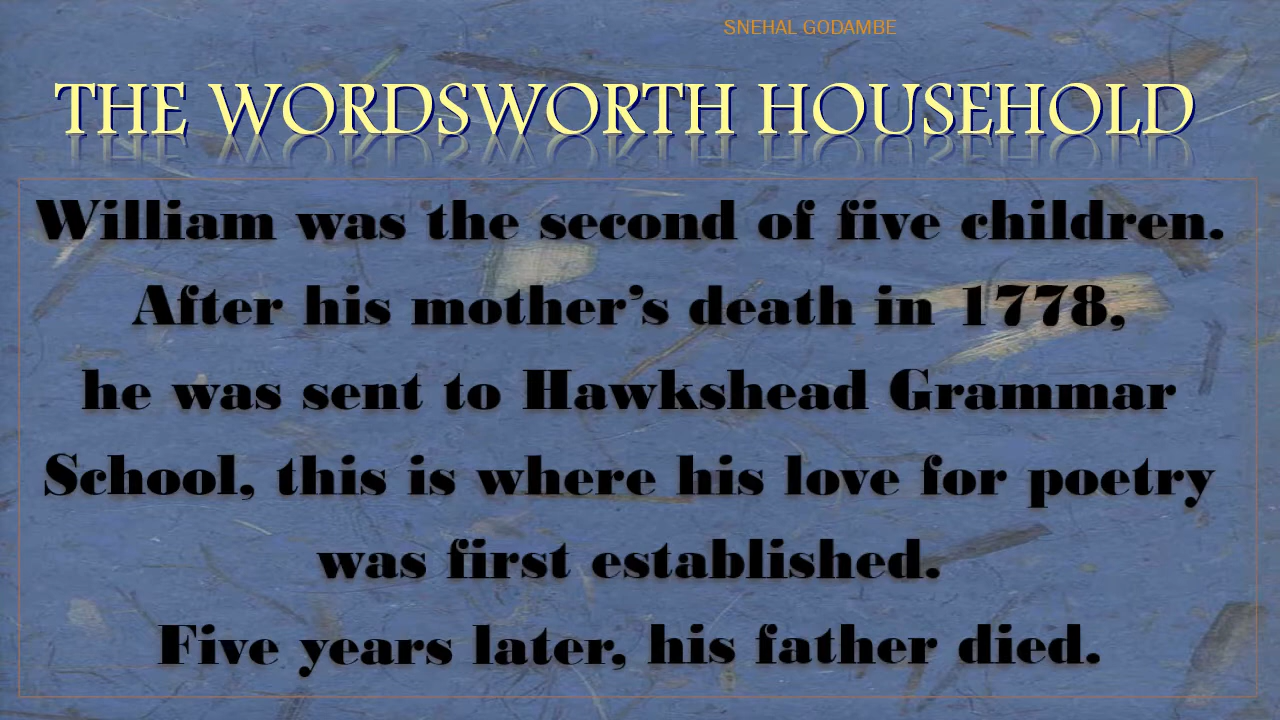 SNEHAL GODAMBE
THE WORDSWORTH HOUSEHOLD
William was the second of five children.
After his mother’s death in 1778,
he was sent to Hawkshead Grammar
School, this is where his love for poetry
was first established.
Five years later, his father died.